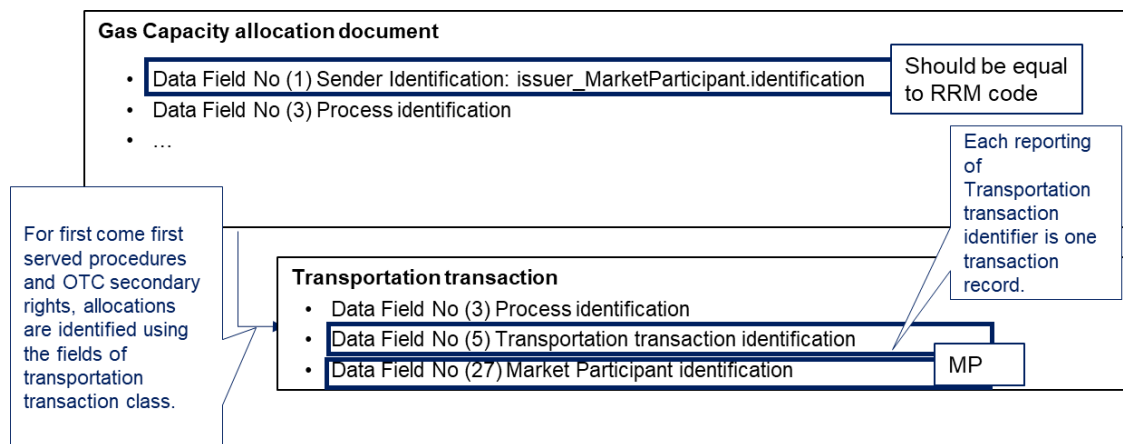 Gas Capacity allocation document
• Data Field No (1) Sender Identification: issuer_MarketParticipant.identification
Should be equal
to RRM code
• Data Field No (3) Process identification
• ...
Each reporting
of
Transportation
transaction
identifier is one
transaction
record.
For first come first
served procedures
and OTC secondary
rights, allocations
are identified using
the fields of
transportation
transaction class.
Transportation transaction
• Data Field No (3) Process identification
• Data Field No (5) Transportation transaction identification
• Data Field No (27) Market Participant identification
MP